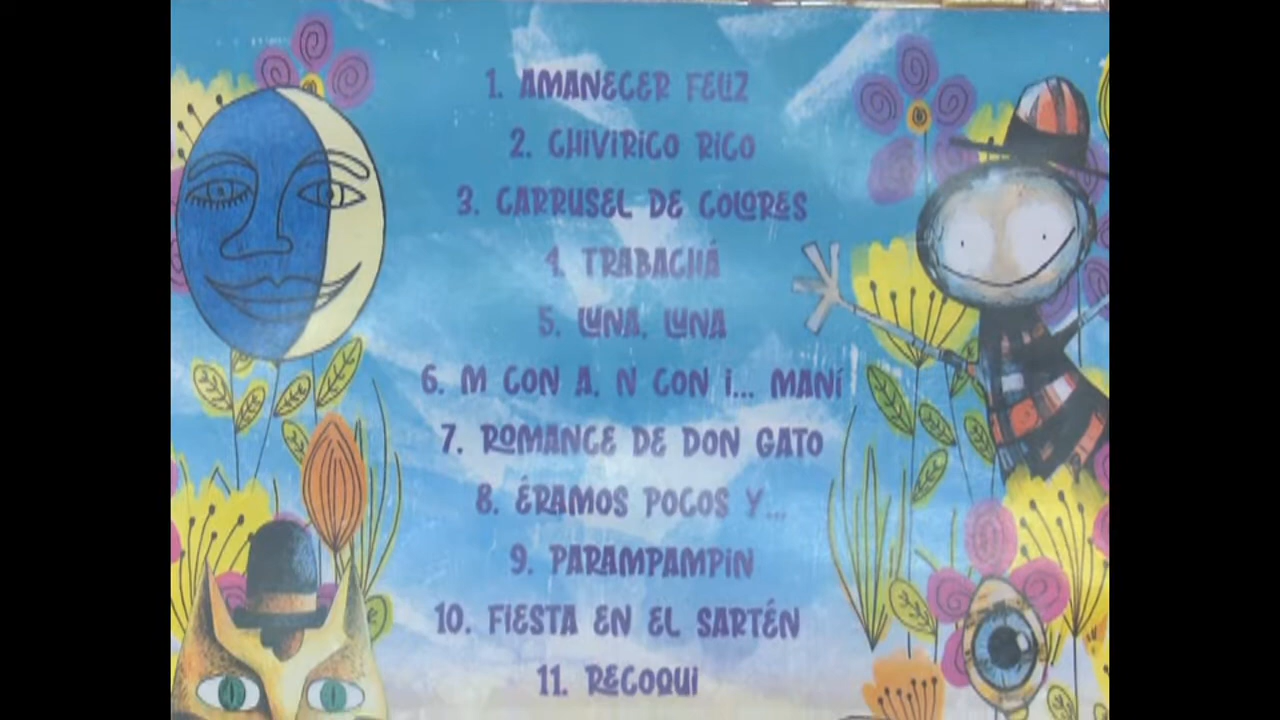 1. AMANECER FELIZ
2. CHIVIRICO RICO
3. CARRUSEL DE COLORES
4. TRABACHÁ
5. LUNA, LUNA
6. M CON A, N CON Í... MANÍ
7. ROMANCE DE DON GATO
8. ÉRAMOS POCOS Y...
9. PARAMPAMPIN
10. FIESTA EN EL SARTÉN
11. RECOQUI